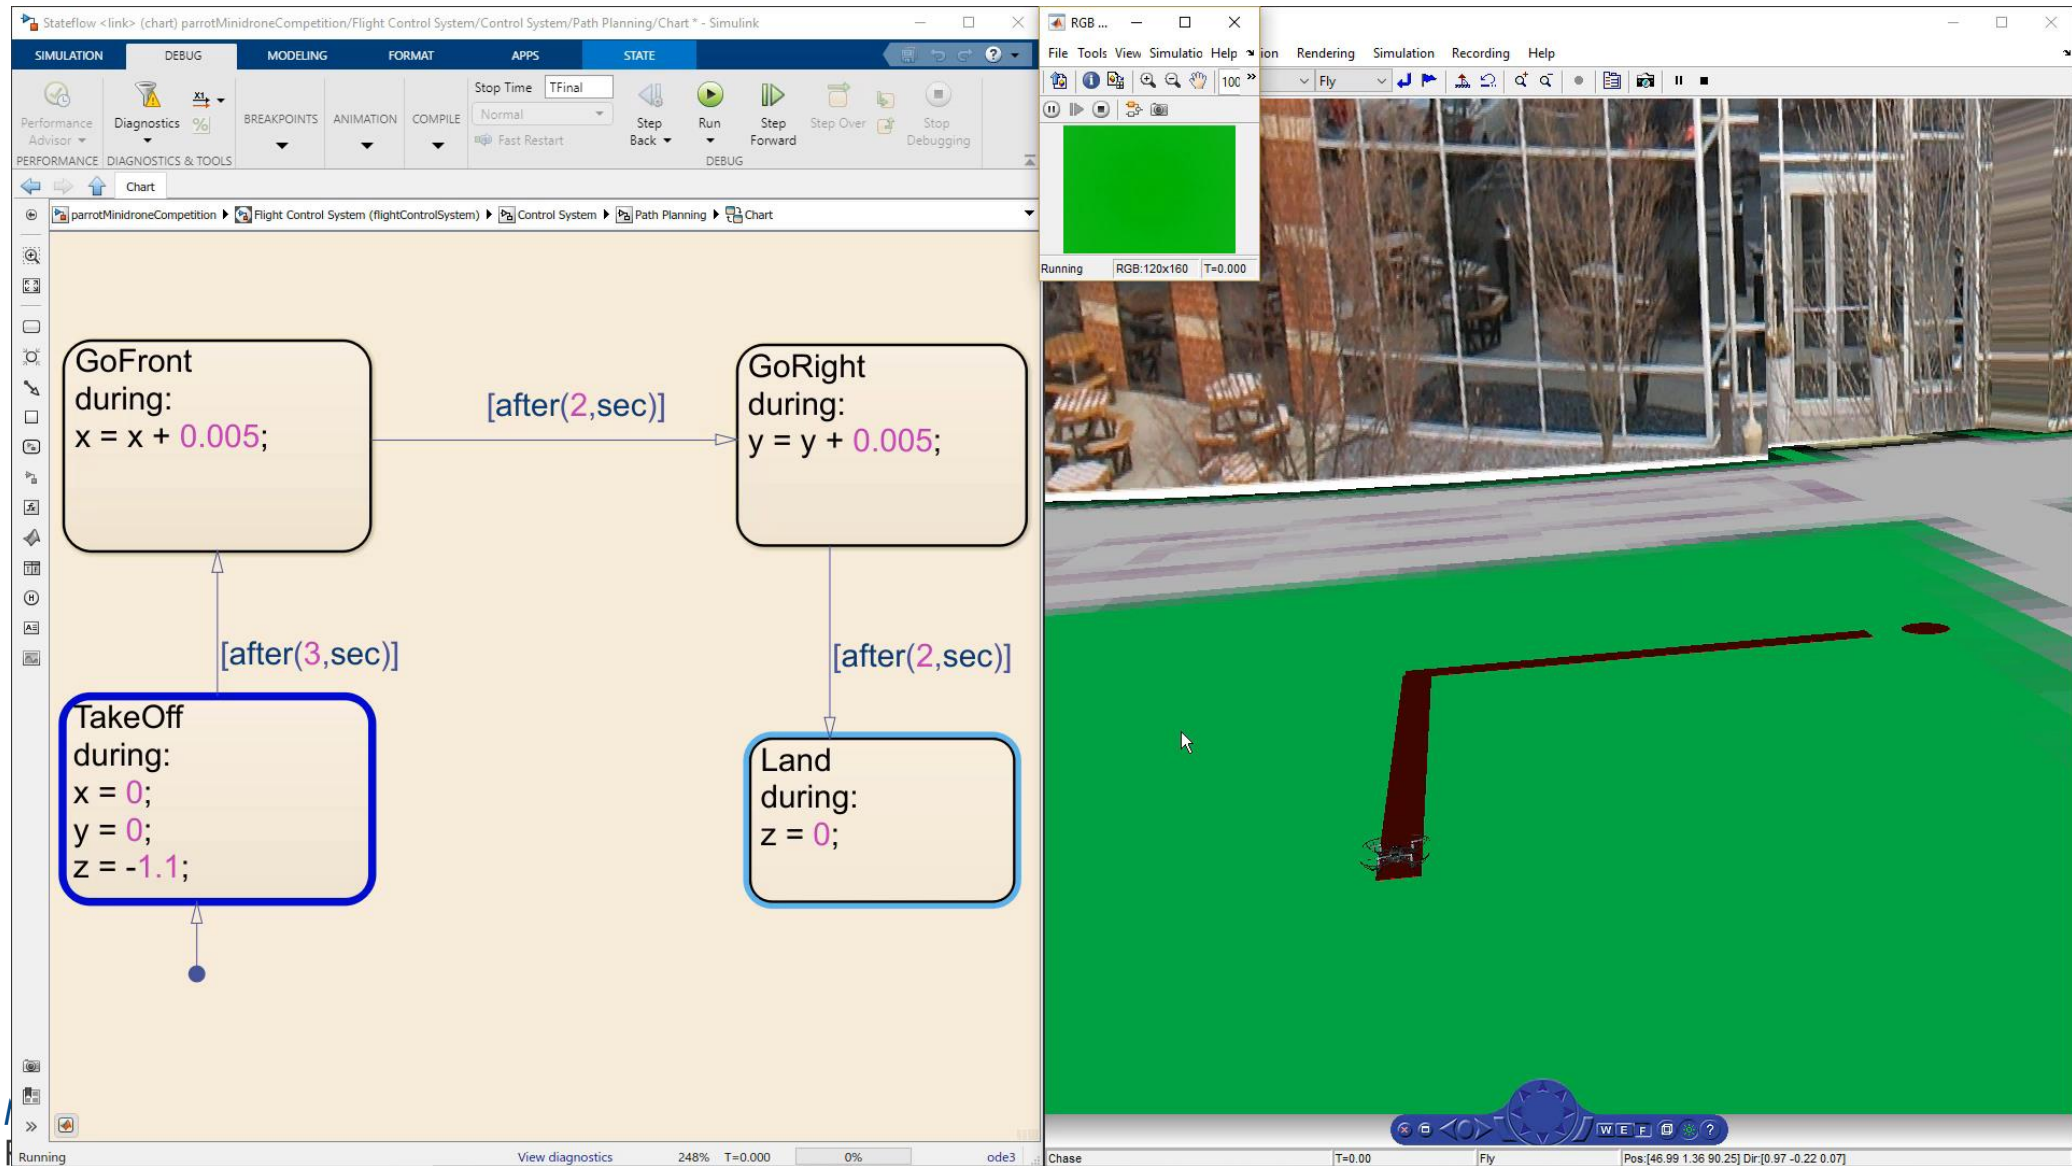 Stateflow <link> (chart) parrotMinidroneCompetition/Flight Control System/Control System/Path Planning/Chart * - Simulink
SIMULATION DEBUG MODELING FORMAT APPS STATE
Performance Advisor
Diagnostics
BREAKPOINTS
ANIMATION
COMPILE
Stop Time TFinal
Normal
Fast Restart
Step Back
Run
Step Forward
Step Over
Stop Debugging
PERFORMANCE DIAGNOSTICS & TOOLS DEBUG
Chart
parrotMinidroneCompetition Flight Control System (flightControlSystem) Control System Path Planning Chart
GoFront
during:
x = x + 0.005;
[after(2,sec)]
GoRight
during:
y = y + 0.005;
[after(3,sec)]
[after(2,sec)]
TakeOff
during:
x = 0;
y = 0;
z = -1.1;
Land
during:
z = 0;
Running View diagnostics 248% T=0.000 0% ode3
RGB ...
File Tools View Simulatio Help
100
Running RGB:120x160 T=0.000
ion Rendering Simulation Recording Help
Fly
W E F
Chase T=0.00 Fly Pos:[46.99 1.36 90.25] Dir:[0.97 -0.22 0.07]